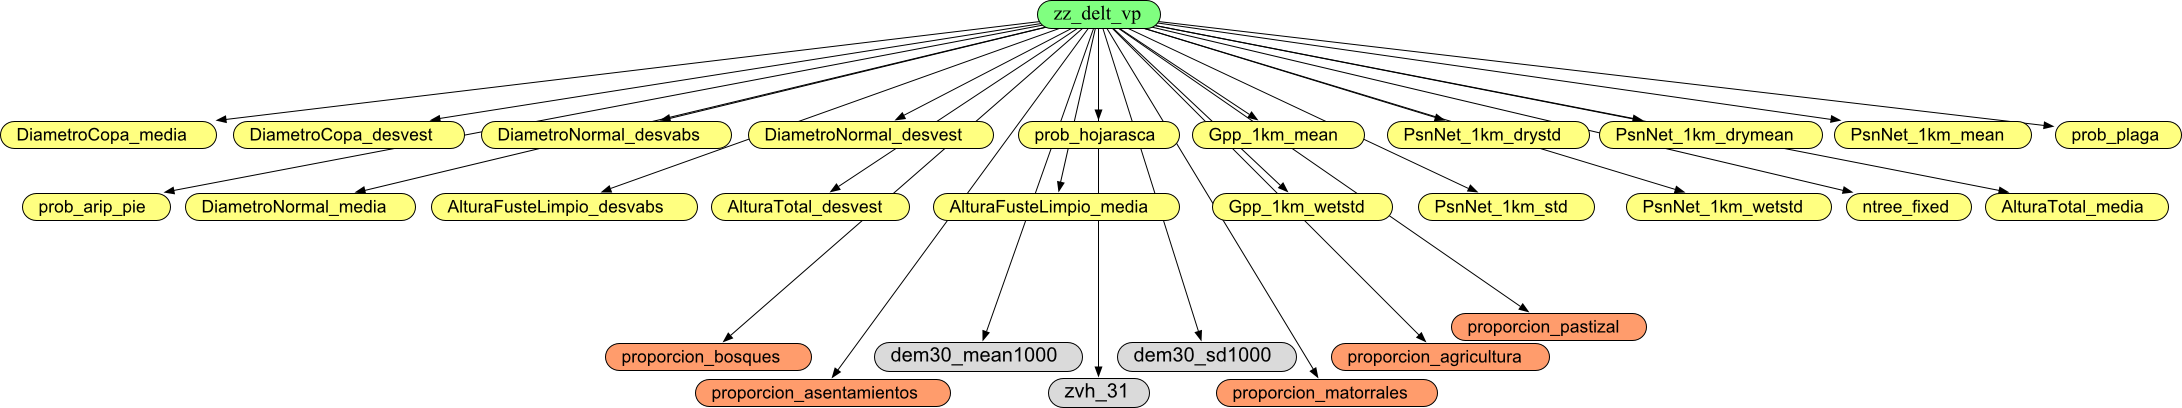 zz_delt_vp
DiametroCopa_media
DiametroCopa_desvest
DiametroNormal_desvabs
DiametroNormal_desvest
prob_hojarasca
Gpp_1km_mean
PsnNet_1km_drystd
PsnNet_1km_drymean
PsnNet_1km_mean
prob_plaga
prob_arip_pie
DiametroNormal_media
AlturaFusteLimpio_desvabs
AlturaTotal_desvest
AlturaFusteLimpio_media
Gpp_1km_wetstd
PsnNet_1km_std
PsnNet_1km_wetstd
ntree_fixed
AlturaTotal_media
proporcion_pastizal
proporcion_bosques
dem30_mean1000
dem30_sd1000
proporcion_agricultura
proporcion_asentamientos
zvh_31
proporcion_matorrales